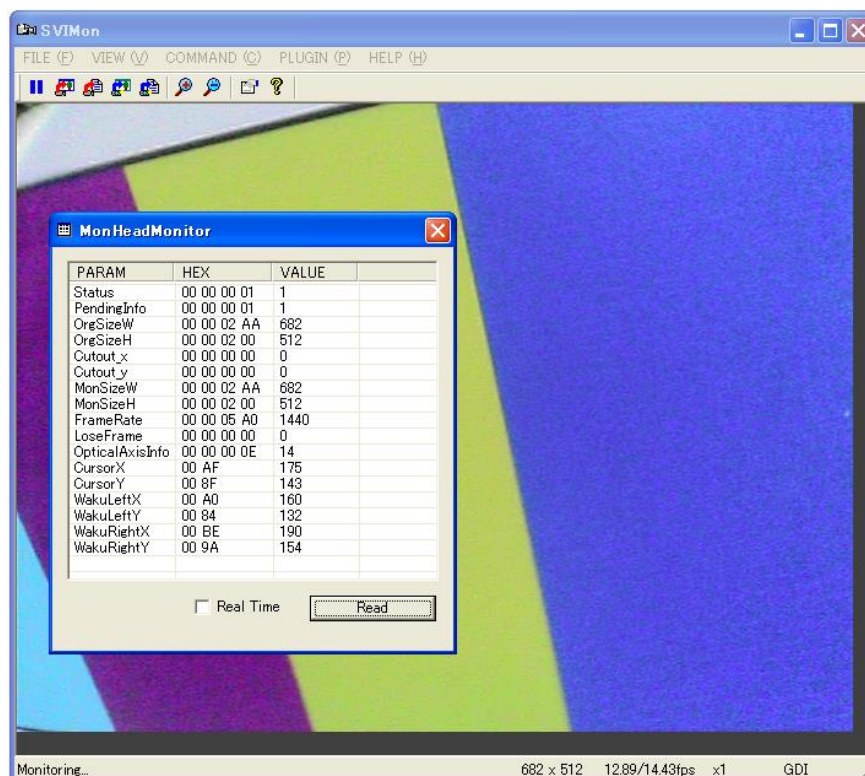 SVIMon
FILE (F) VIEW (V) COMMAND (C) PLUGIN (P) HELP (H)
MonHeadMonitor
PARAM HEX VALUE
Status 00 00 00 01 1
PendingInfo 00 00 00 01 1
OrgSizeW 00 00 02 AA 682
OrgSizeH 00 00 02 00 512
Cutout_x 00 00 00 00 0
Cutout_y 00 00 00 00 0
MonSizeW 00 00 02 AA 682
MonSizeH 00 00 02 00 512
FrameRate 00 00 05 A0 1440
LoseFrame 00 00 00 00 0
OpticalAxisInfo 00 00 00 0E 14
CursorX 00 AF 175
CursorY 00 8F 143
WakuLeftX 00 A0 160
WakuLeftY 00 84 132
WakuRightX 00 BE 190
WakuRightY 00 9A 154
Real Time Read
Monitoring... 682 x 512 12.89/14.43fps x1 GDI